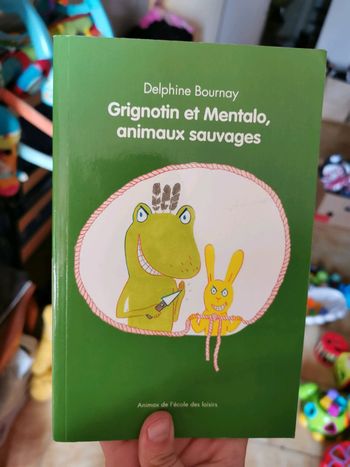 Delphine Bournay
Grignotin et Mentalo,
animaux sauvages
Animax de l'école des loisirs